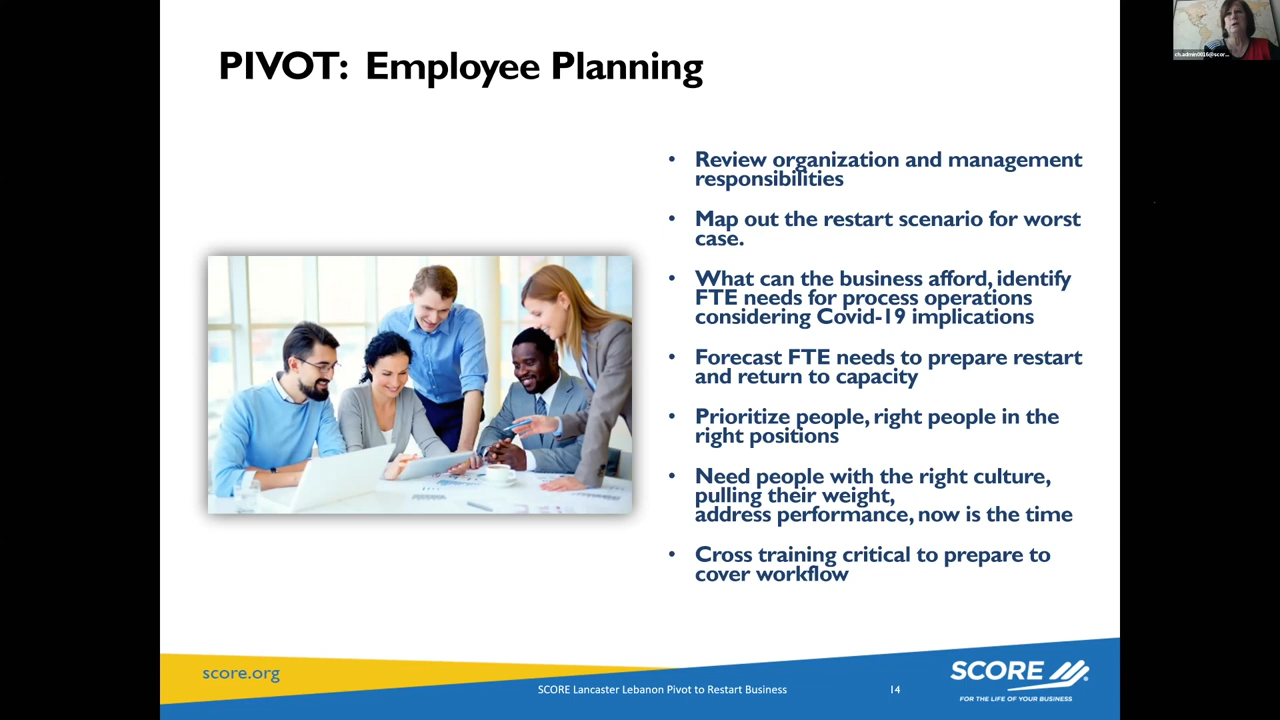 PIVOT: Employee Planning
• Review organization and management
responsibilities
• Map out the restart scenario for worst
case.
• What can the business afford, identify
FTE needs for process operations
considering Covid-19 implications
• Forecast FTE needs to prepare restart
and return to capacity
• Prioritize people, right people in the
right positions
• Need people with the right culture,
pulling their weight,
address performance, now is the time
• Cross training critical to prepare to
cover workflow
ch.admin0016@scor...
score.org
SCORE Lancaster Lebanon Pivot to Restart Business
14
SCORE
FOR THE LIFE OF YOUR BUSINESS